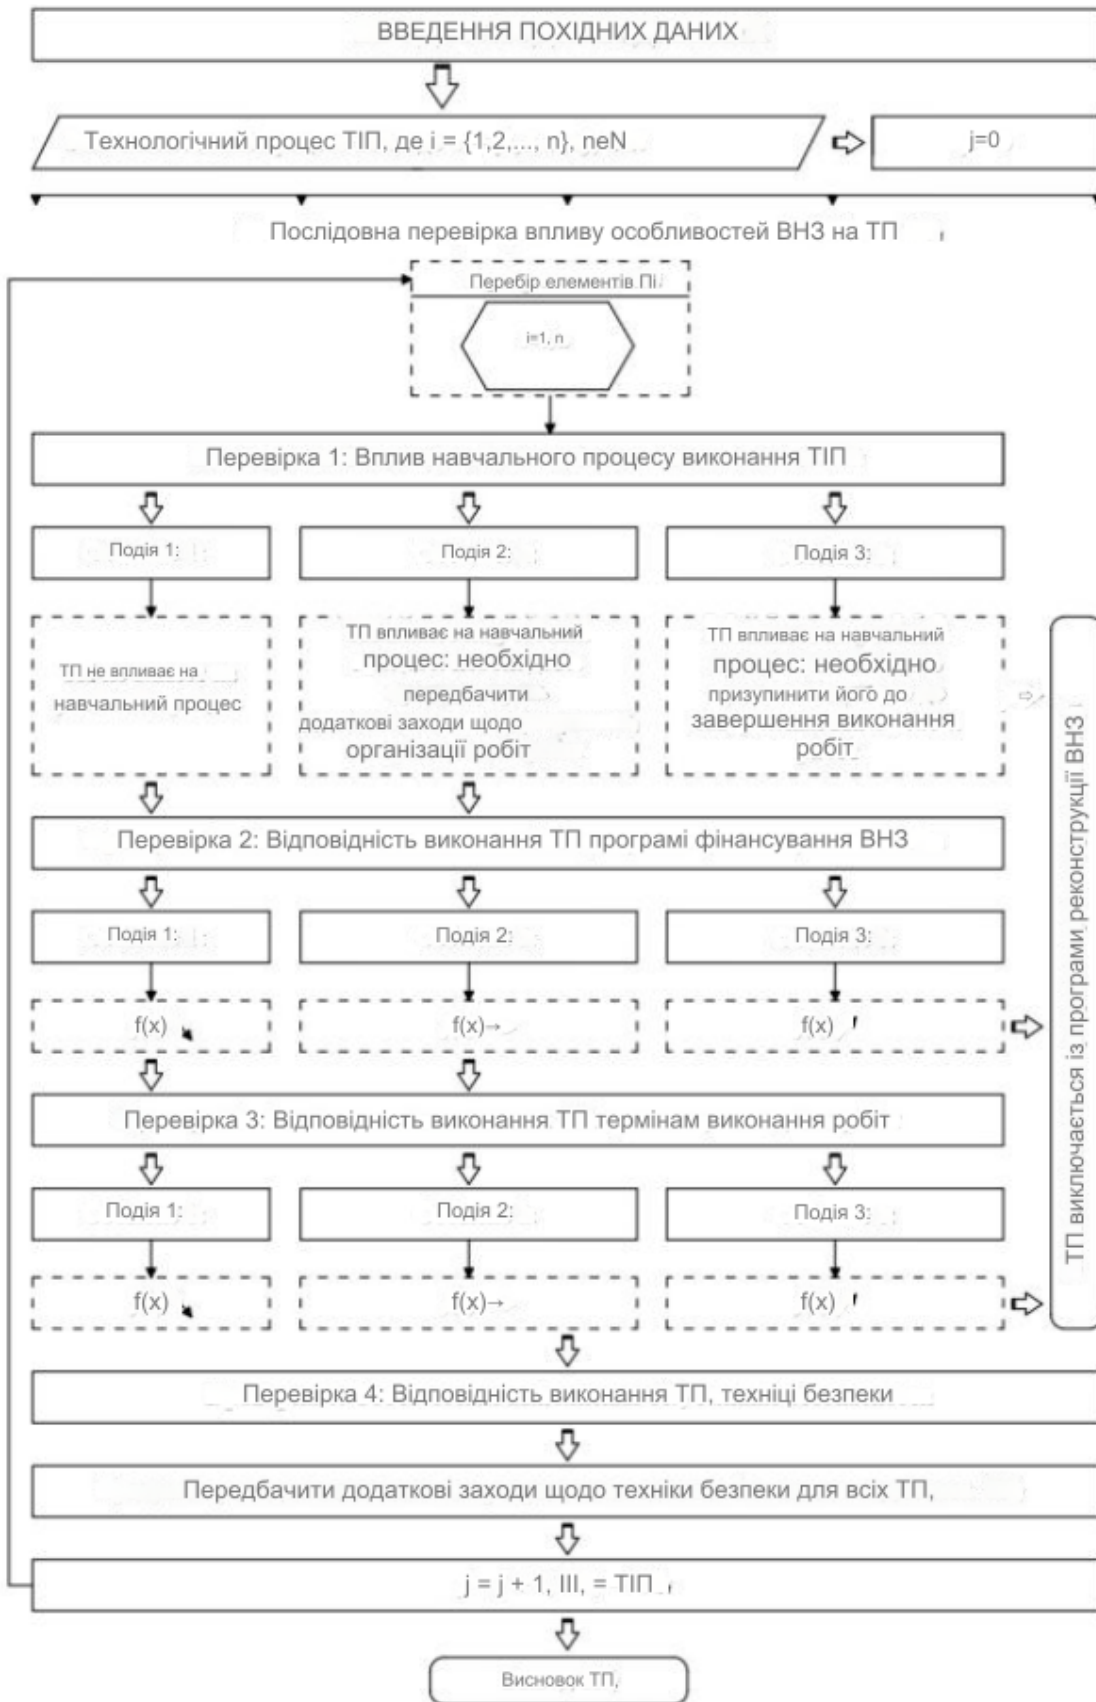 ВВЕДЕННЯ ПОХІДНИХ ДАНИХ
Технологічний процес ТІП, де i = {1,2,..., n}, neN
j=0
Послідовна перевірка впливу особливостей ВНЗ на ТП
Перебір елементів Пі
i=1, n
Перевірка 1: Вплив навчального процесу виконання ТІП
Подія 1:
Подія 2:
Подія 3:
ТП не впливає на
навчальний процес
ТП впливає на навчальний
процес: необхідно
передбачити
додаткові заходи щодо
організації робіт
ТП впливає на навчальний
процес: необхідно
призупинити його до
завершення виконання
робіт
Перевірка 2: Відповідність виконання ТП програмі фінансування ВНЗ
Подія 1:
Подія 2:
Подія 3:
f(x)
f(x)→
f(x)
Перевірка 3: Відповідність виконання ТП термінам виконання робіт
Подія 1:
Подія 2:
Подія 3:
f(x)
f(x)→
f(x)
ТП виключається із програми реконструкції ВНЗ
Перевірка 4: Відповідність виконання ТП, техніці безпеки
Передбачити додаткові заходи щодо техніки безпеки для всіх ТП,
j = j + 1, III, = ТІП
Висновок ТП,